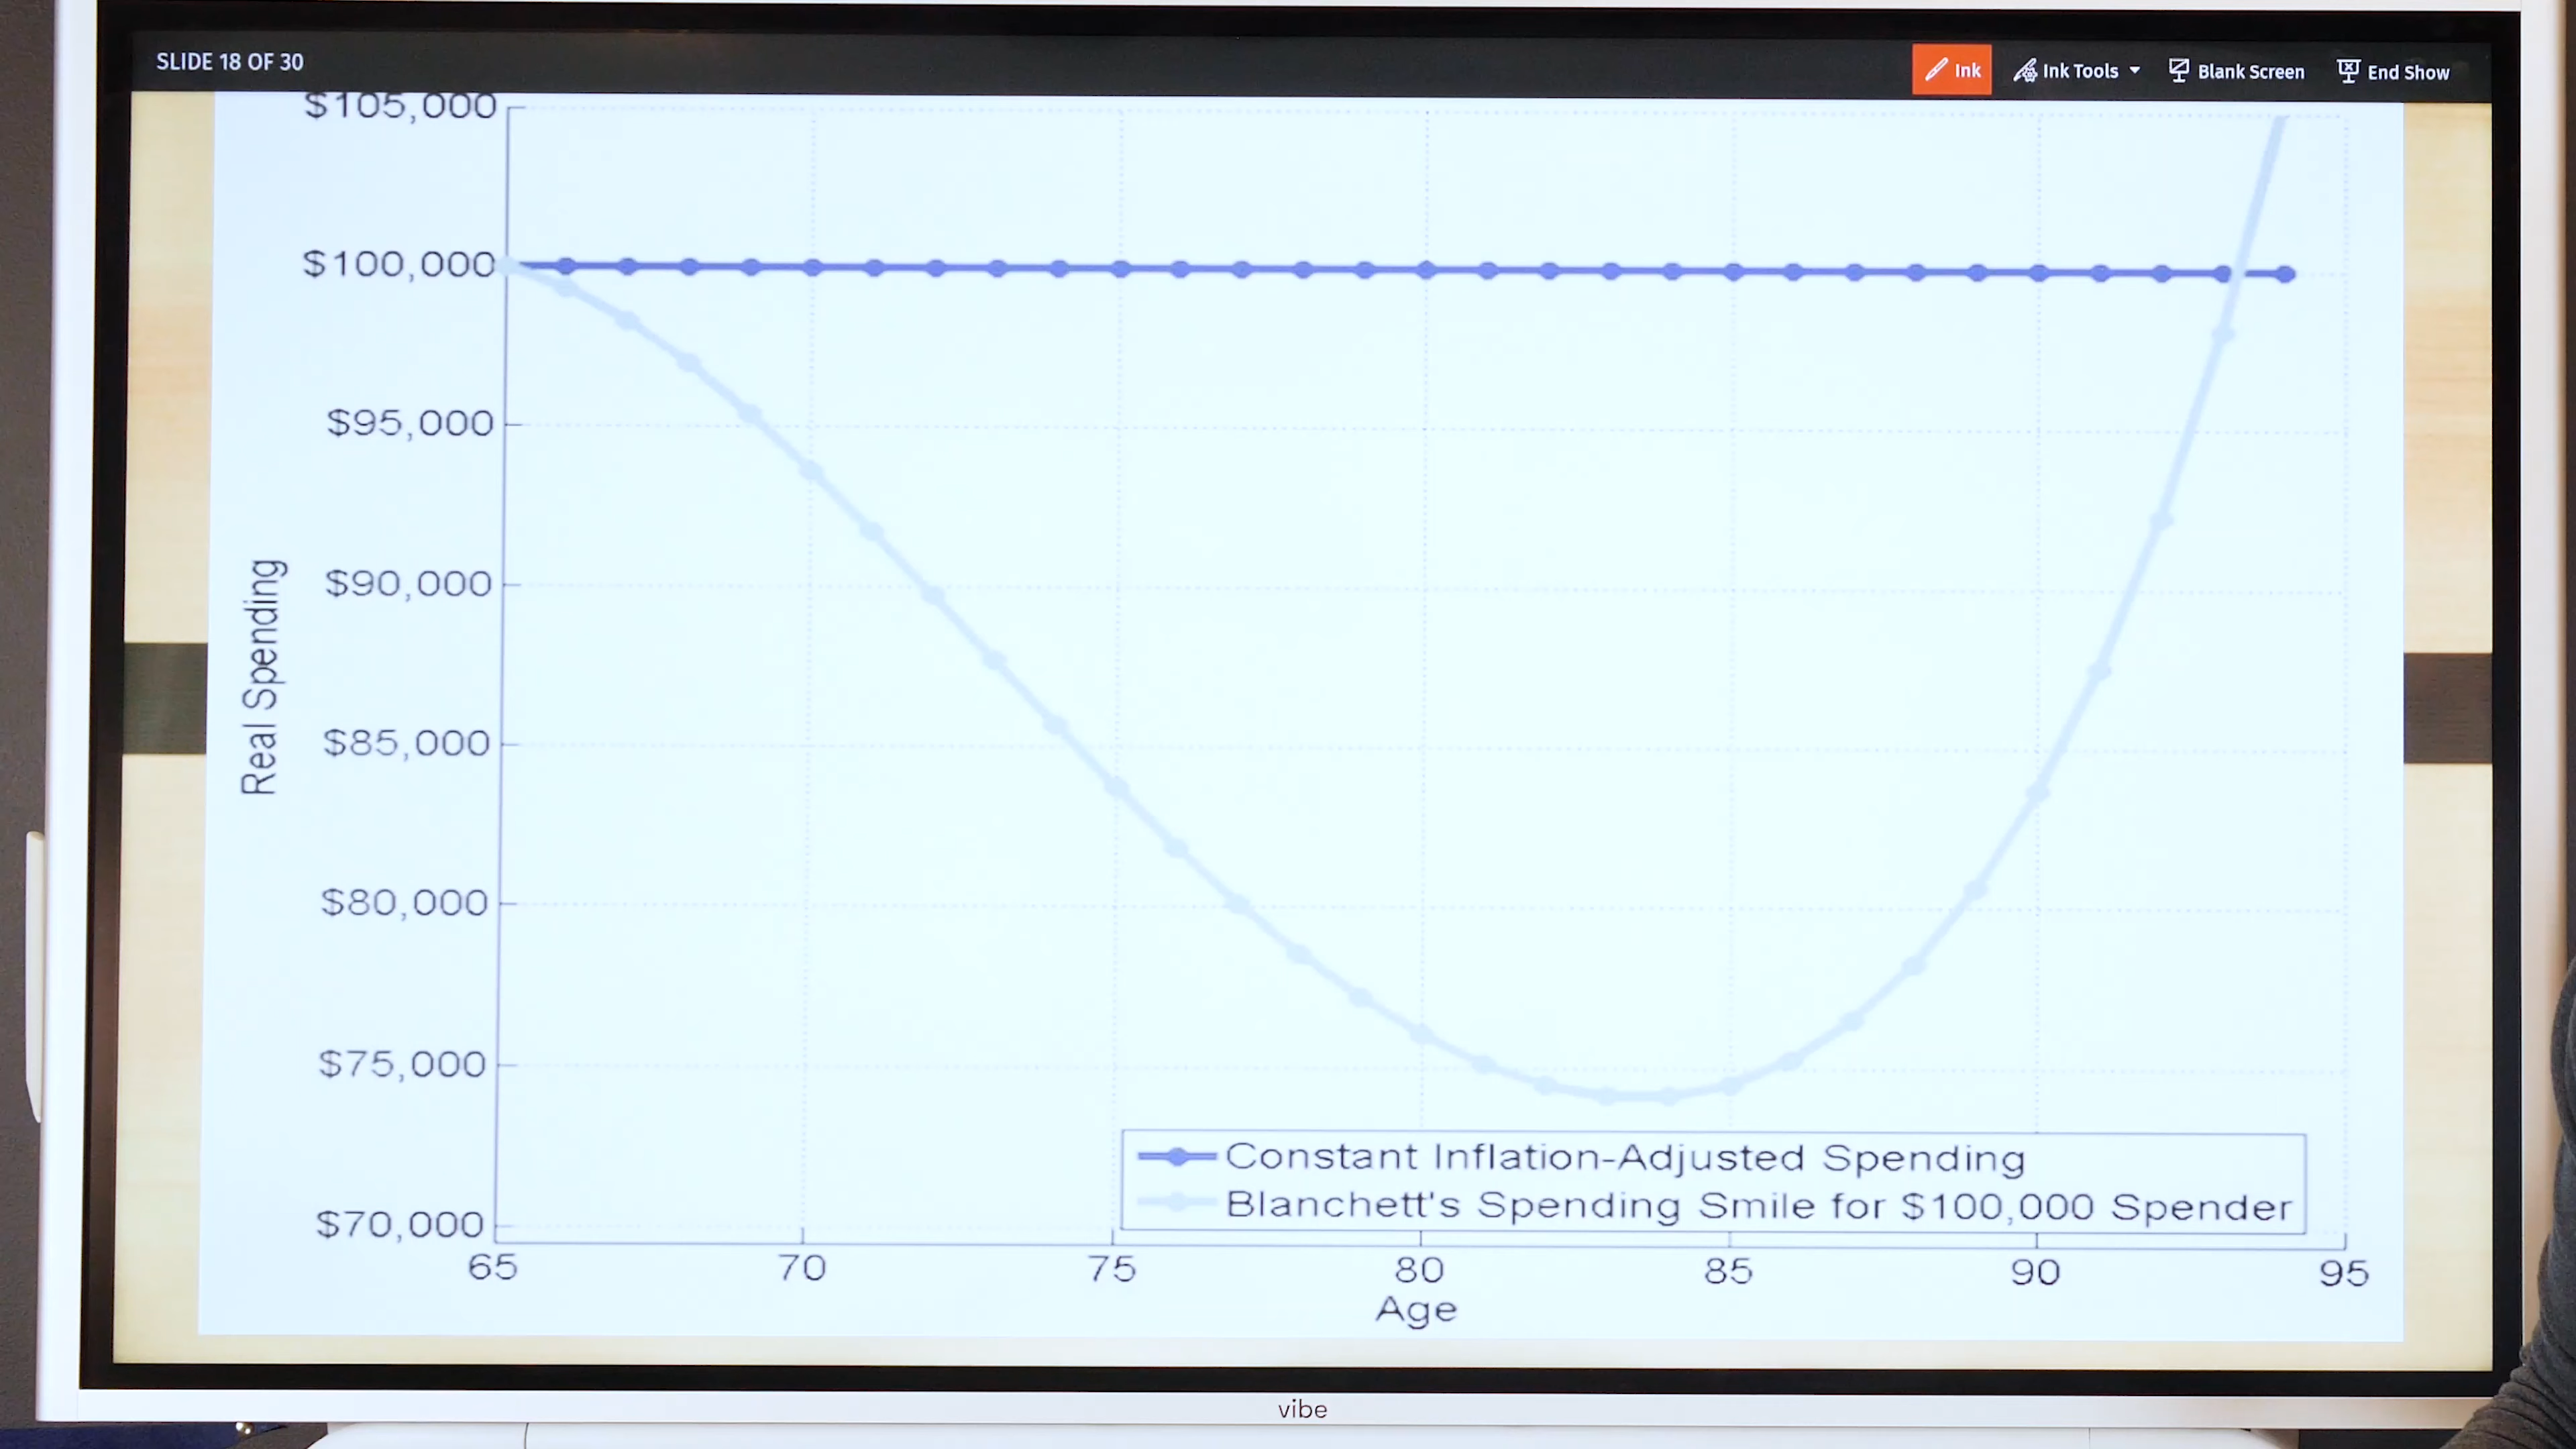 SLIDE 18 OF 30
Ink
Ink Tools
Blank Screen
End Show
$105,000
$100,000
$95,000
$90,000
$85,000
$80,000
$75,000
$70,000
Real Spending
Constant Inflation-Adjusted Spending
Blanchett's Spending Smile for $100,000 Spender
65 70 75 80 85 90 95
Age
vibe